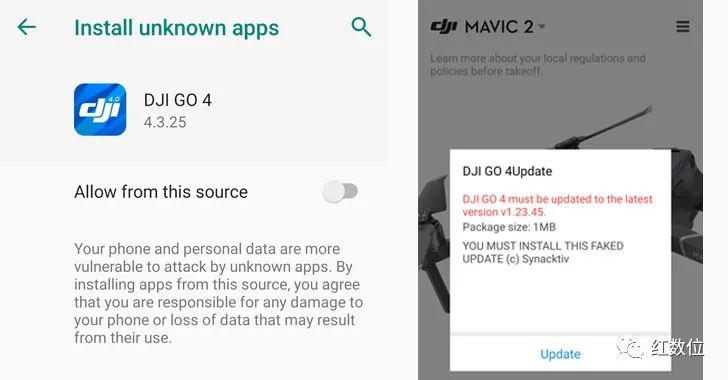 Install unknown apps
dji 4.0
DJI GO 4
4.3.25
Allow from this source
Your phone and personal data are more
vulnerable to attack by unknown apps. By
installing apps from this source, you agree
that you are responsible for any damage to
your phone or loss of data that may result
from their use.
dji MAVIC 2
Learn more about your local regulations and
policies before takeoff.
DJI GO 4Update
DJI GO 4 must be updated to the latest
version v1.23.45.
Package size: 1MB
YOU MUST INSTALL THIS FAKED
UPDATE (c) Synacktiv
Update
红数位